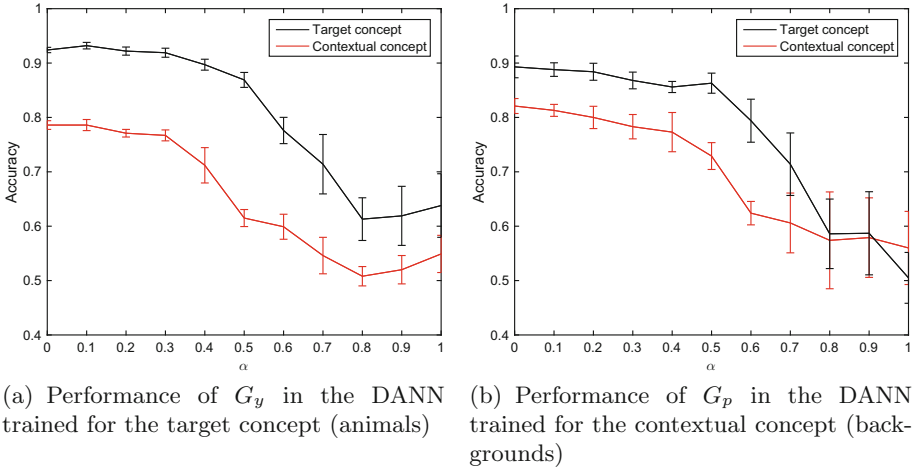 1
0.9
0.8
0.7
0.6
0.5
0.4
Accuracy
0 0.1 0.2 0.3 0.4 0.5 0.6 0.7 0.8 0.9 1
α
Target concept
Contextual concept
(a) Performance of G_y in the DANN
trained for the target concept (animals)
1
0.9
0.8
0.7
0.6
0.5
0.4
Accuracy
0 0.1 0.2 0.3 0.4 0.5 0.6 0.7 0.8 0.9 1
α
Target concept
Contextual concept
(b) Performance of G_p in the DANN
trained for the contextual concept (back-
grounds)